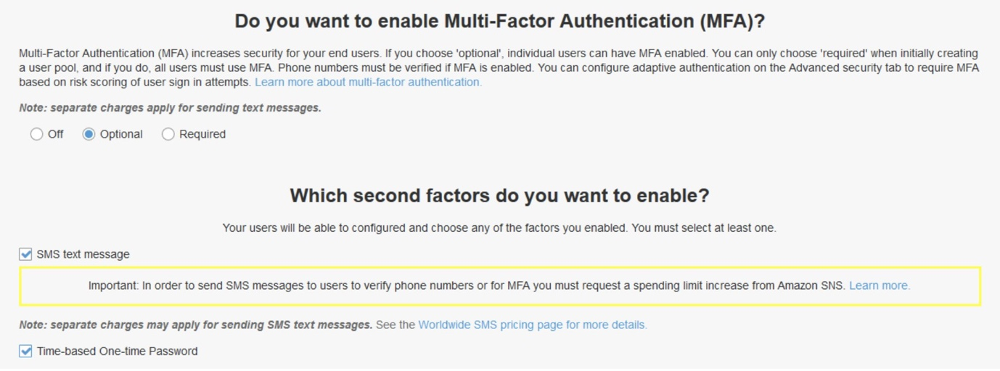 Do you want to enable Multi-Factor Authentication (MFA)?
Multi-Factor Authentication (MFA) increases security for your end users. If you choose 'optional', individual users can have MFA enabled. You can only choose 'required' when initially creating
a user pool, and if you do, all users must use MFA. Phone numbers must be verified if MFA is enabled. You can configure adaptive authentication on the Advanced security tab to require MFA
based on risk scoring of user sign in attempts. Learn more about multi-factor authentication.
Note: separate charges apply for sending text messages.
Off Optional Required
Which second factors do you want to enable?
Your users will be able to configured and choose any of the factors you enabled. You must select at least one.
SMS text message
Important: In order to send SMS messages to users to verify phone numbers or for MFA you must request a spending limit increase from Amazon SNS. Learn more.
Note: separate charges may apply for sending SMS text messages. See the Worldwide SMS pricing page for more details.
Time-based One-time Password